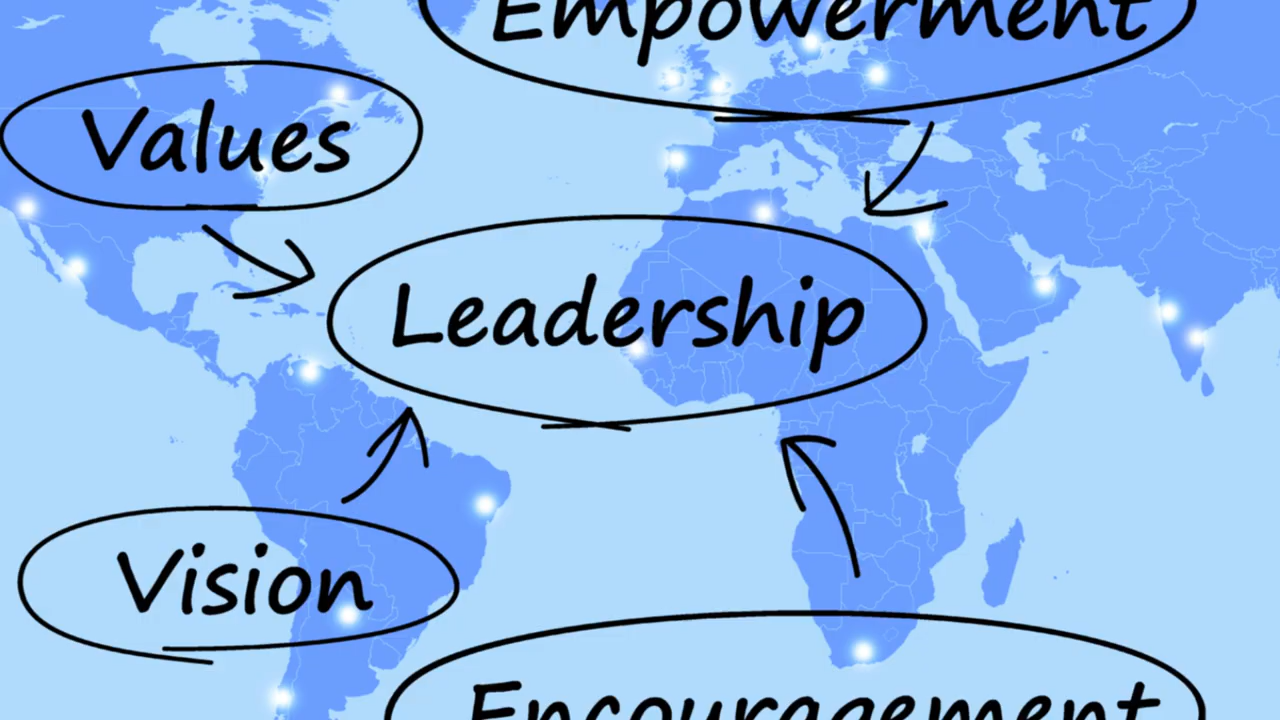 Empowerment
Values
Leadership
Vision
Encouragement